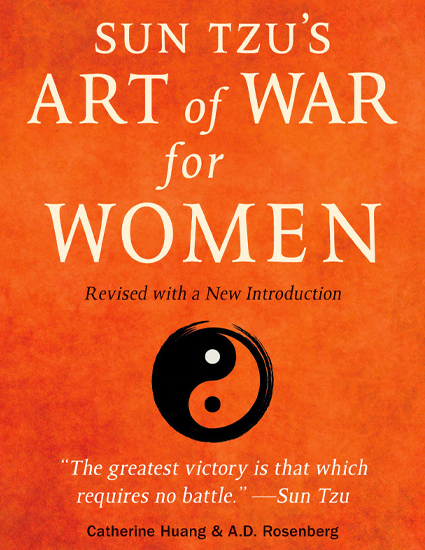 SUN TZU'S
ART of WAR
for
WOMEN
Revised with a New Introduction
“The greatest victory is that which
requires no battle.” —Sun Tzu
Catherine Huang & A.D. Rosenberg